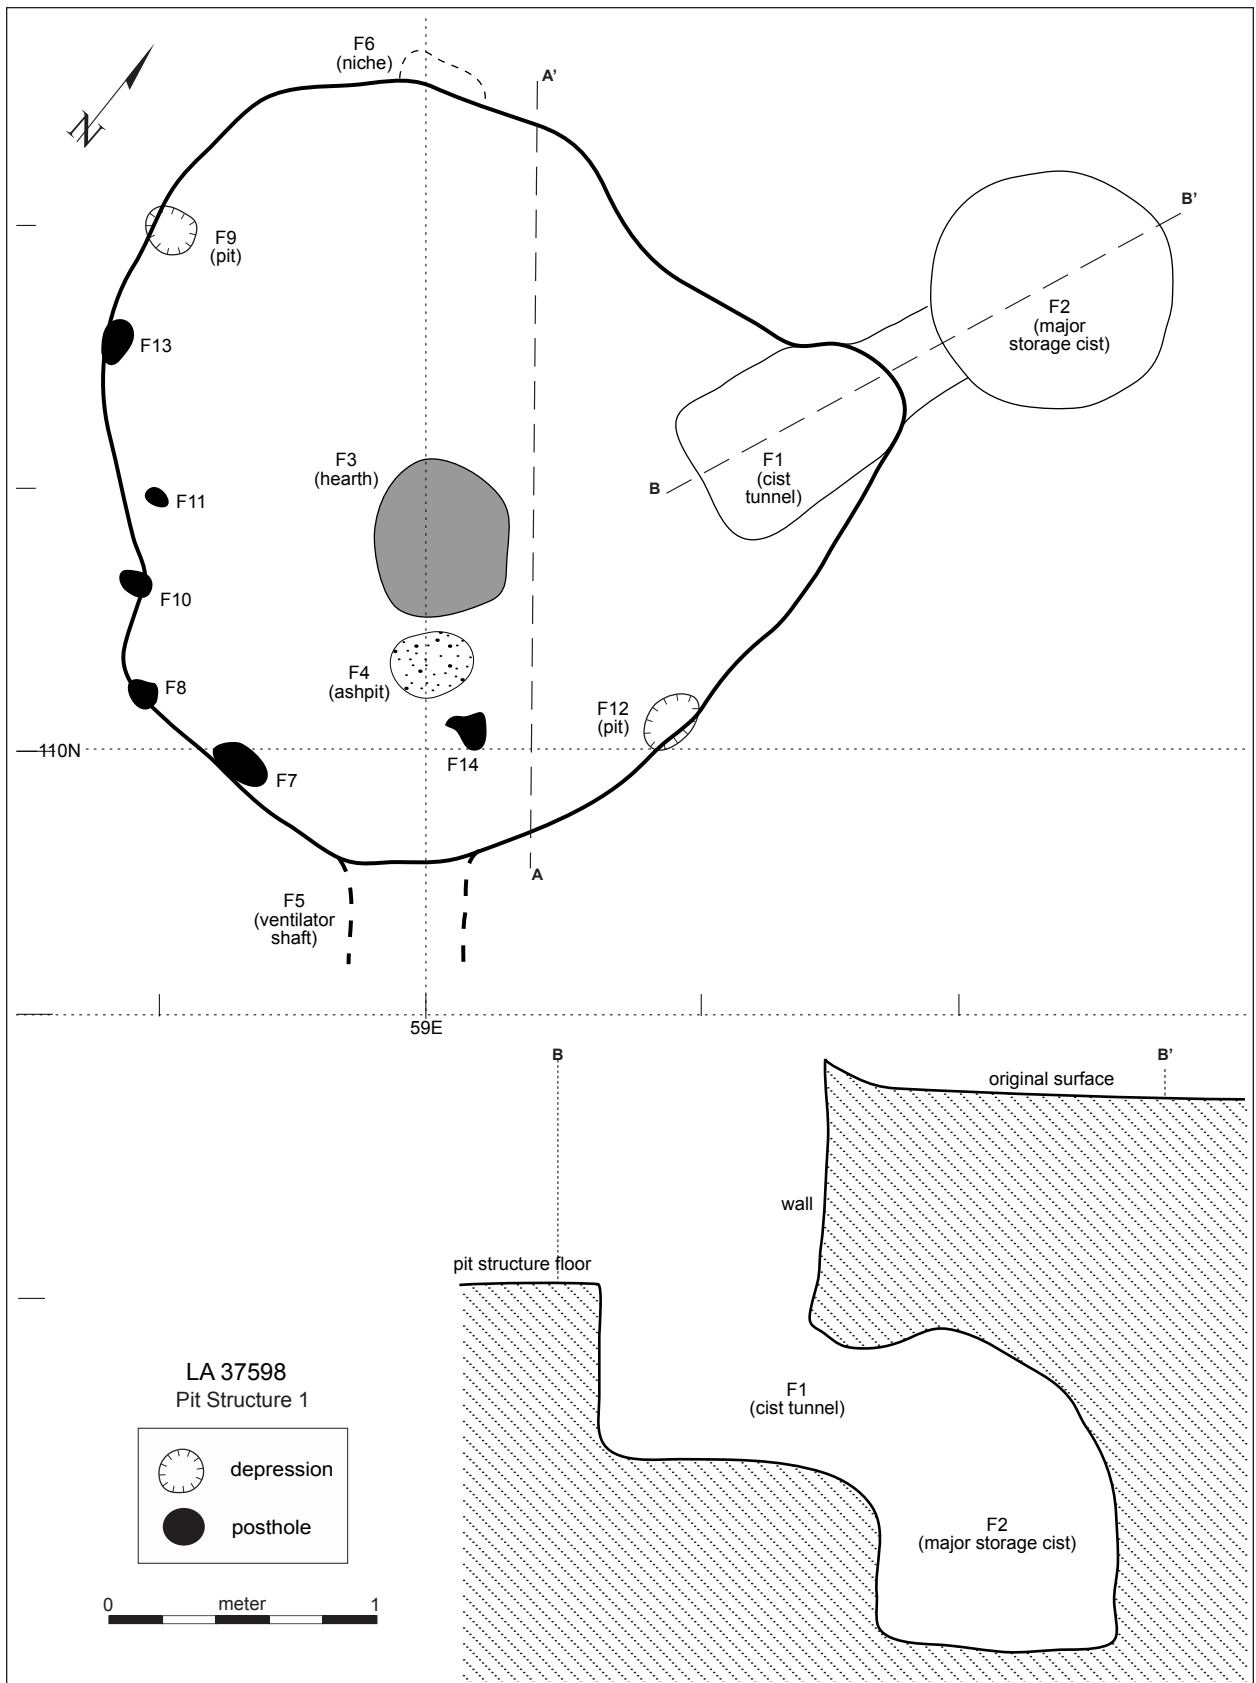 F6
(niche)
A’
N
B’
F9
(pit)
F2
(major
storage cist)
F13
F3
(hearth)
F1
(cist
tunnel)
B
F11
F10
F4
(ashpit)
F8
F12
(pit)
110N
F14
F7
A
F5
(ventilator
shaft)
59E
B
B’
original surface
wall
pit structure floor
LA 37598
Pit Structure 1
F1
(cist tunnel)
depression
posthole
F2
(major storage cist)
0 meter 1